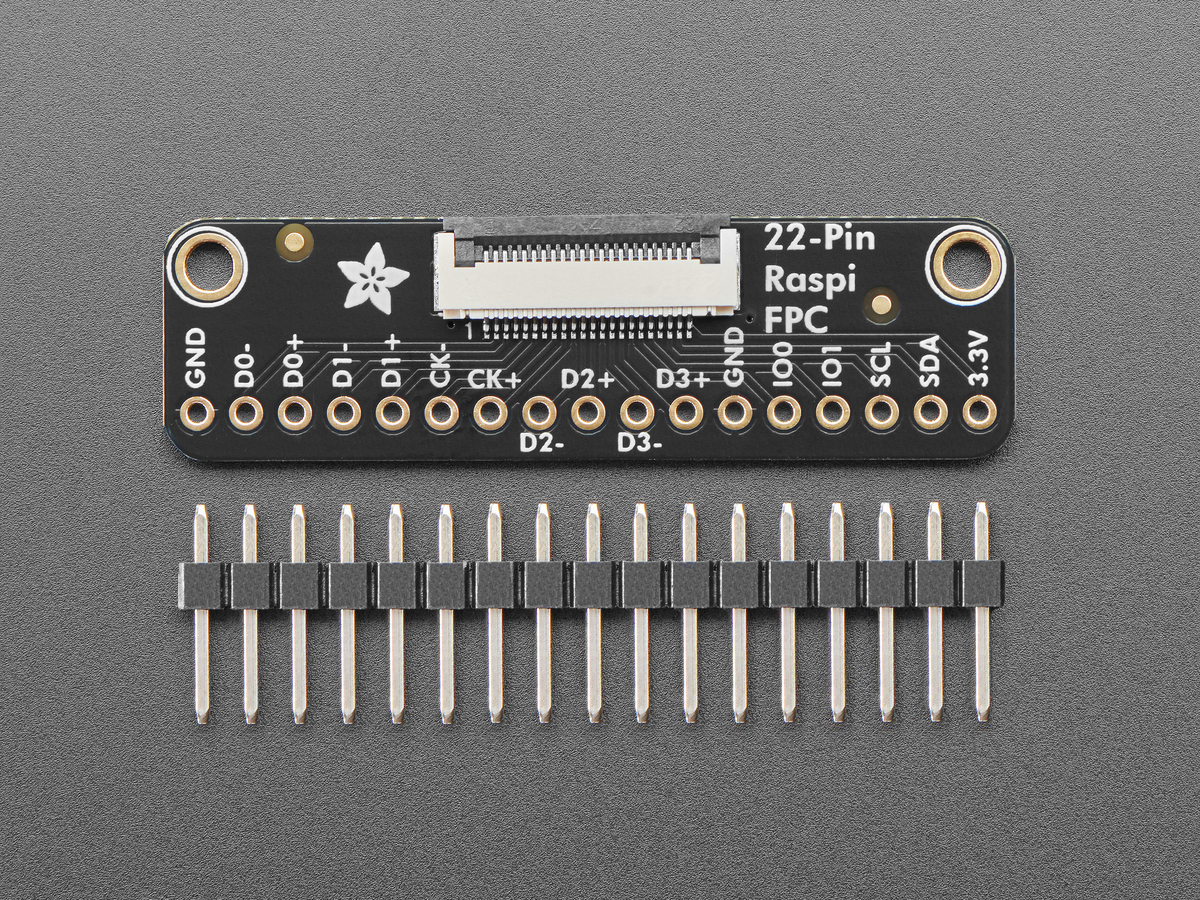 22-Pin
Raspi
FPC
1
GND D0- D0+ D1- D1+ CK- CK+ D2+ D3+ GND IO0 IO1 SCL SDA 3.3V
D2- D3-